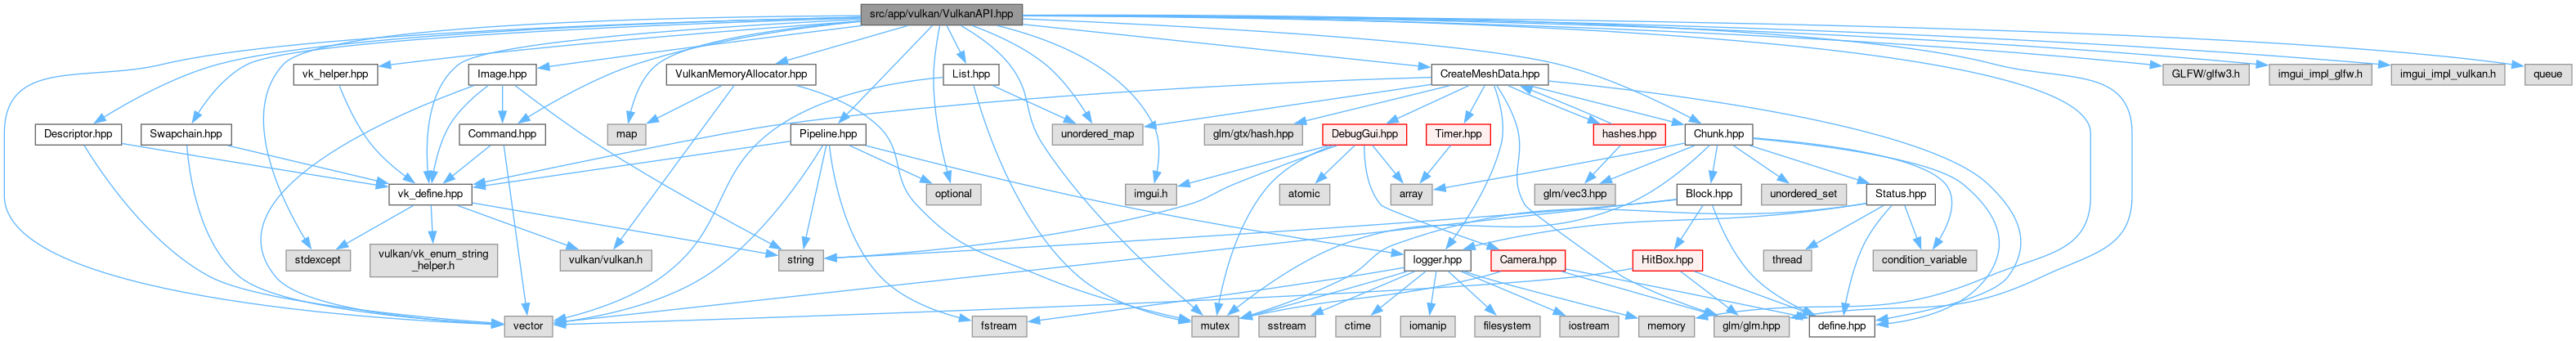 src/app/vulkan/VulkanAPI.hpp
vk_helper.hpp
Image.hpp
VulkanMemoryAllocator.hpp
List.hpp
CreateMeshData.hpp
GLFW/glfw3.h
imgui_impl_glfw.h
imgui_impl_vulkan.h
queue
Descriptor.hpp
Swapchain.hpp
Command.hpp
map
Pipeline.hpp
unordered_map
glm/gtx/hash.hpp
DebugGui.hpp
Timer.hpp
hashes.hpp
Chunk.hpp
vk_define.hpp
optional
imgui.h
atomic
array
glm/vec3.hpp
Block.hpp
unordered_set
Status.hpp
stdexcept
vulkan/vk_enum_string
_helper.h
vulkan/vulkan.h
string
logger.hpp
Camera.hpp
HitBox.hpp
thread
condition_variable
vector
fstream
mutex
sstream
ctime
iomanip
filesystem
iostream
memory
glm/glm.hpp
define.hpp